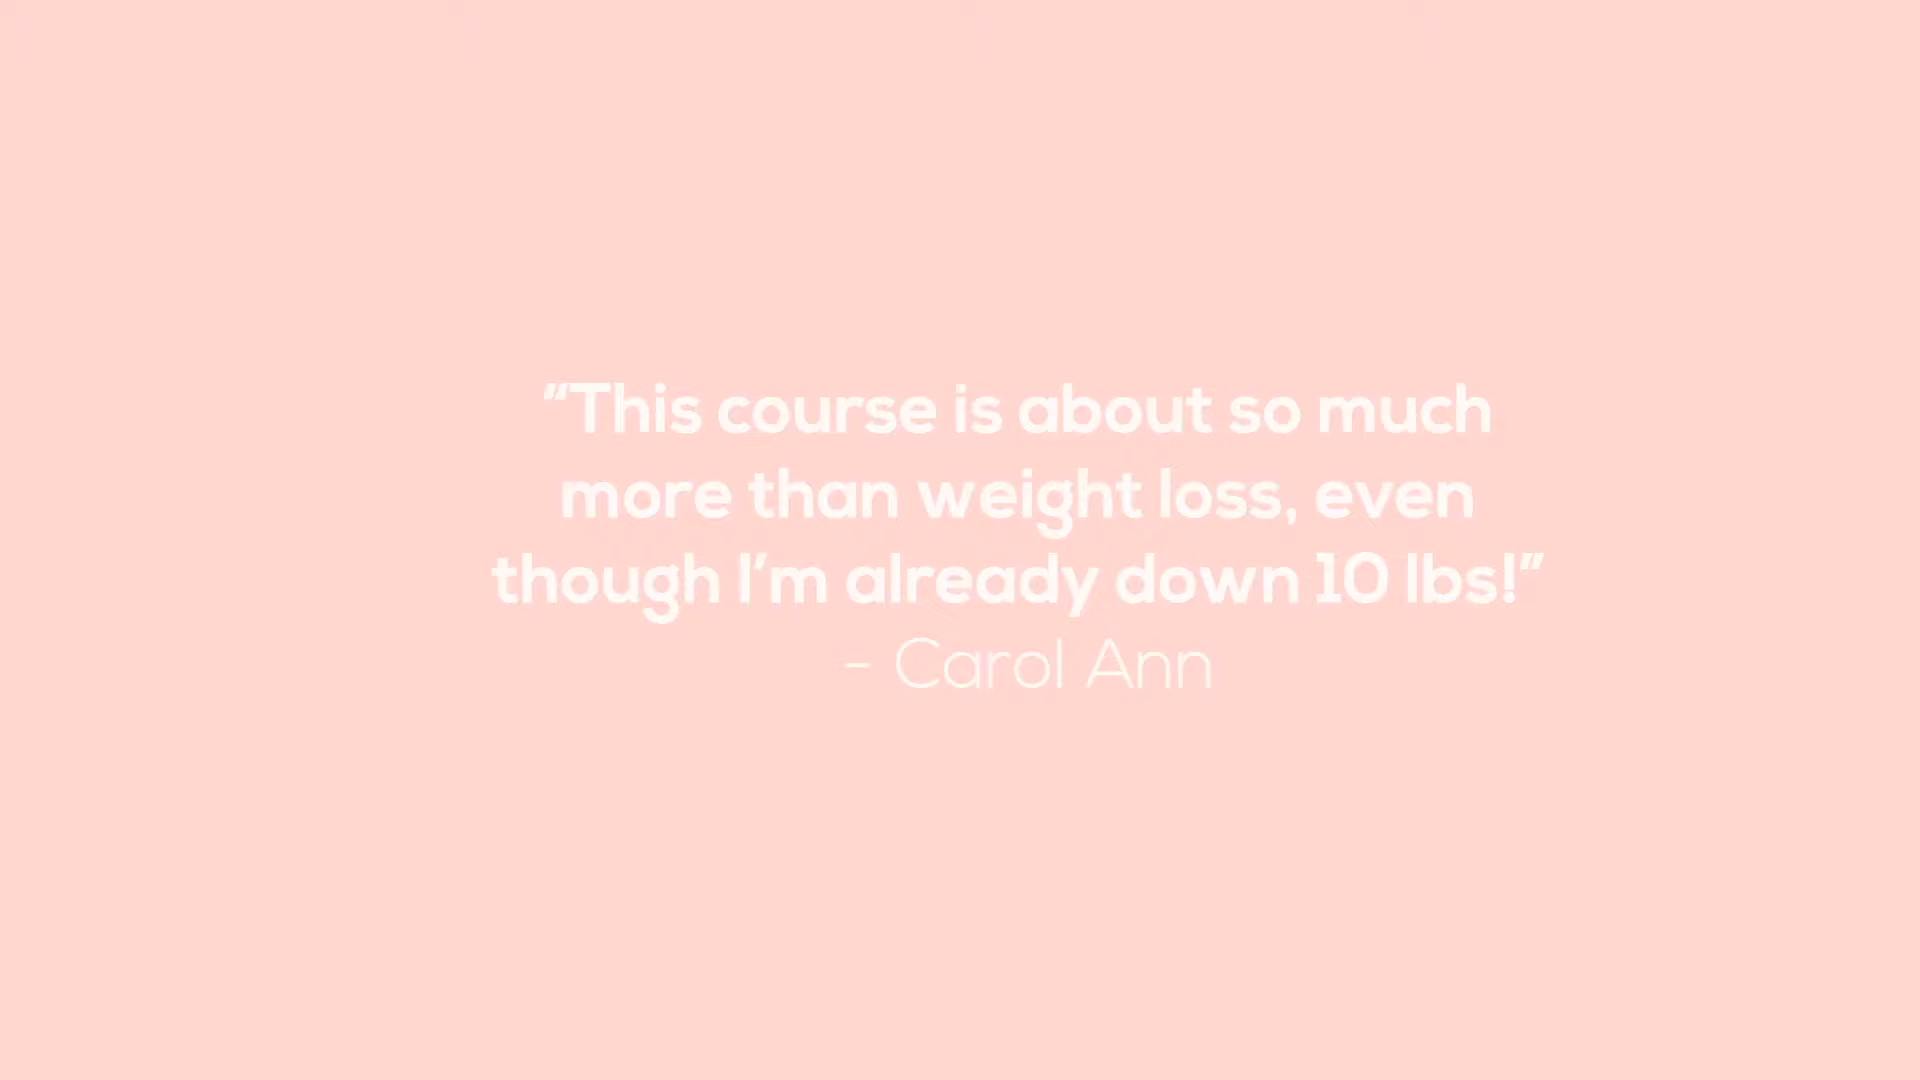 “This course is about so much
more than weight loss, even
though I’m already down 10 lbs!”
- Carol Ann